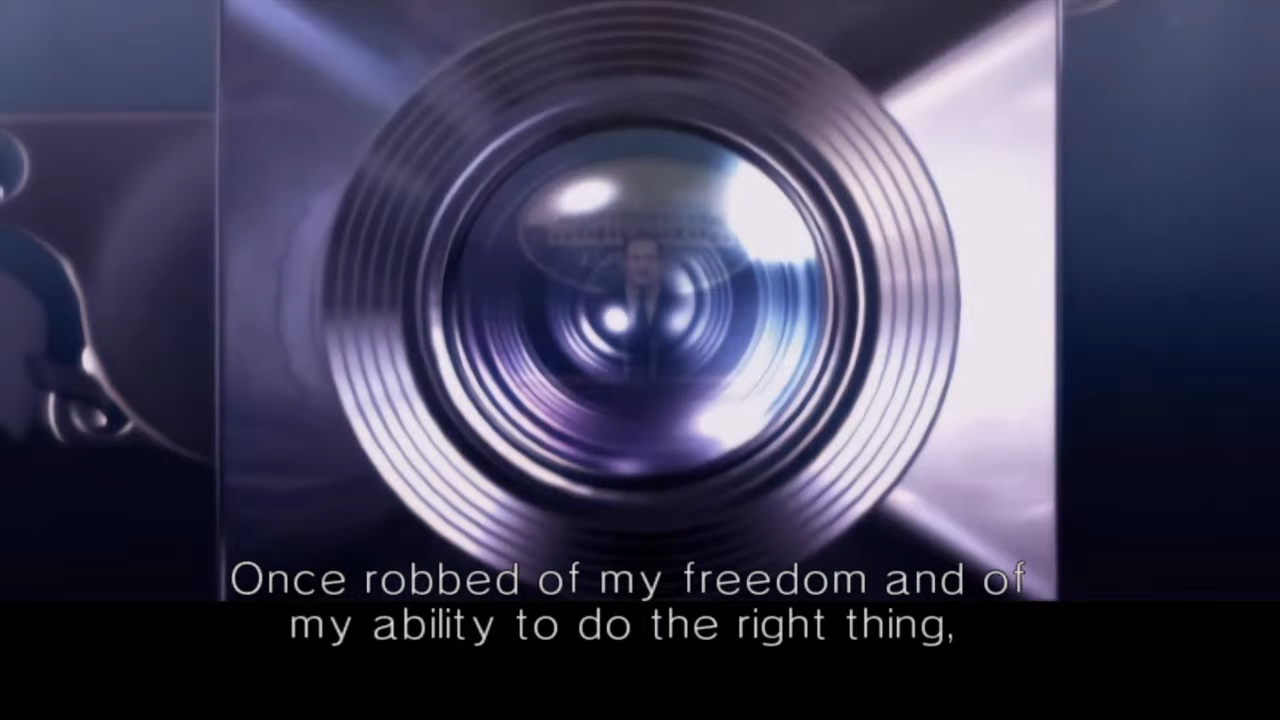 Once robbed of my freedom and of
my ability to do the right thing,